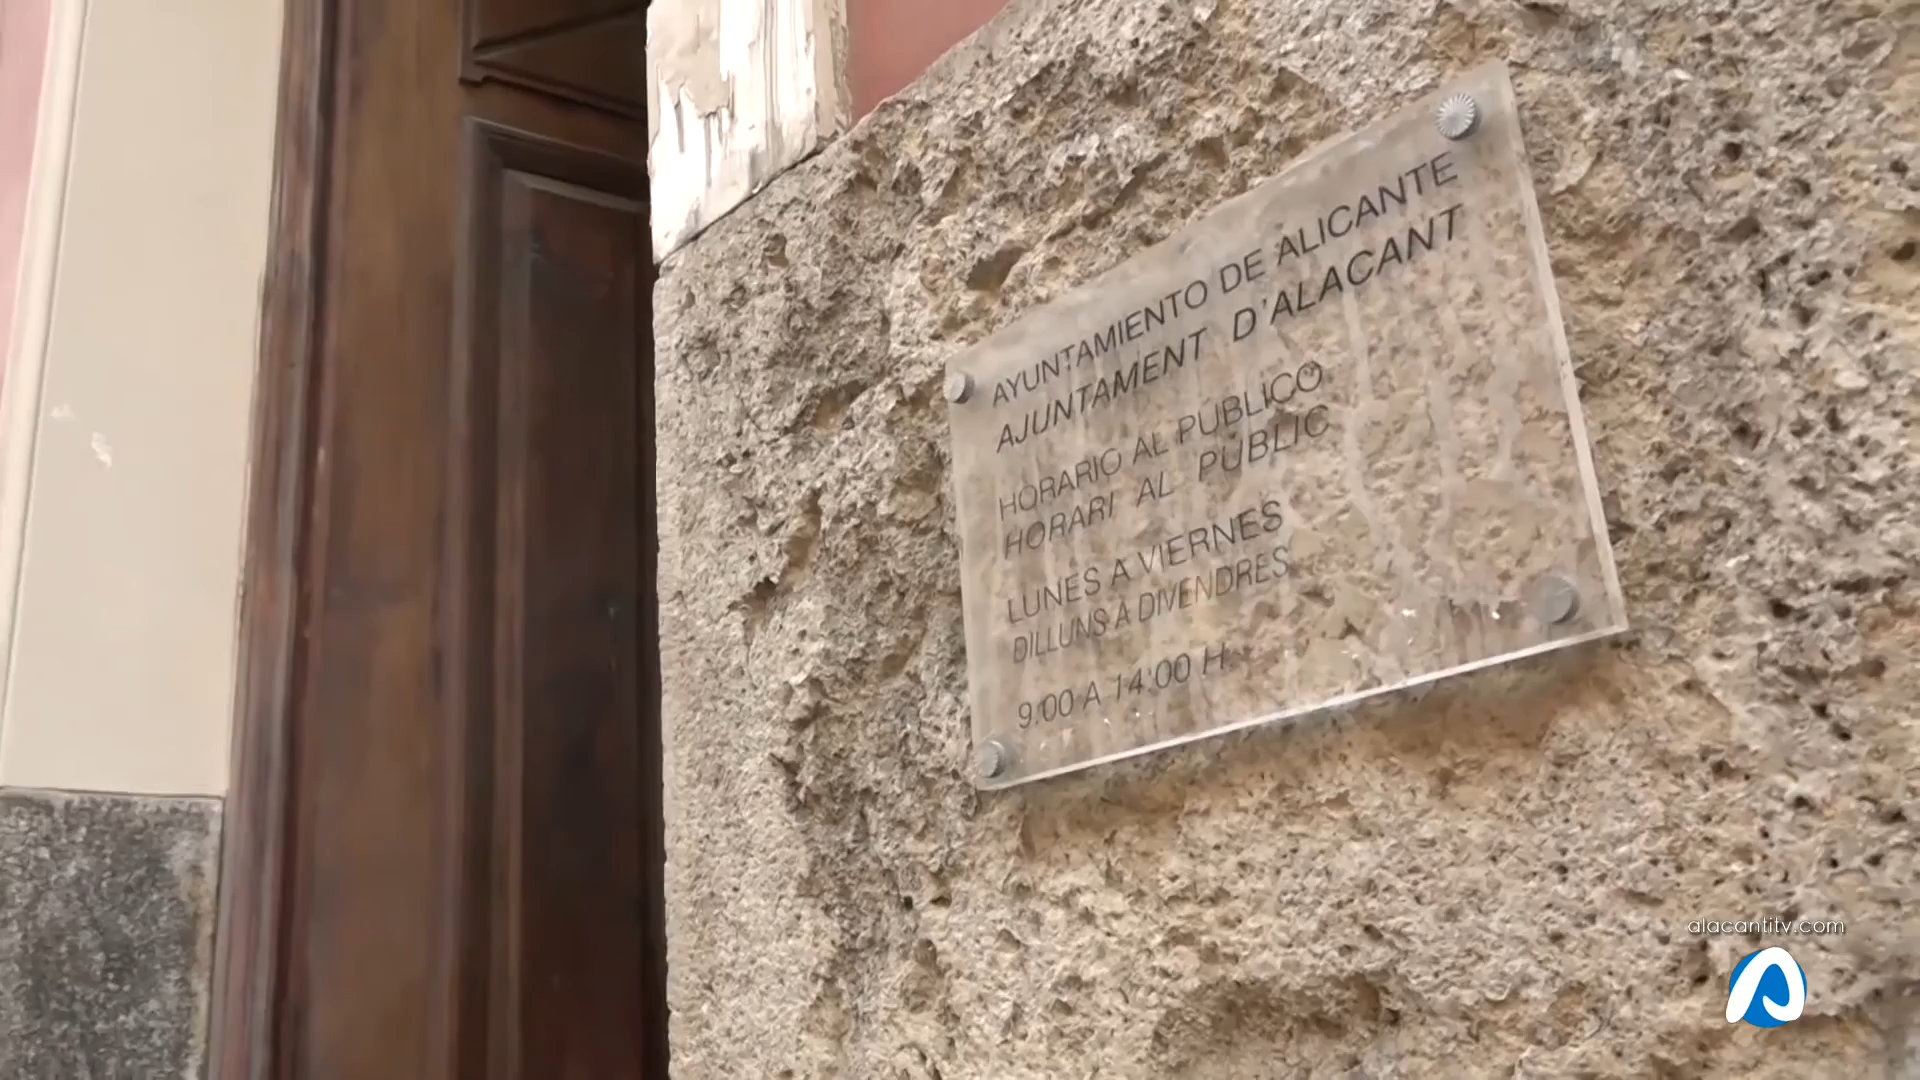 AYUNTAMIENTO DE ALICANTE
AJUNTAMENT D'ALACANT
HORARIO AL PÚBLICO
HORARI AL PÚBLIC
LUNES A VIERNES
DILLUNS A DIVENDRES
9:00 A 14:00 H.
alacantitv.com